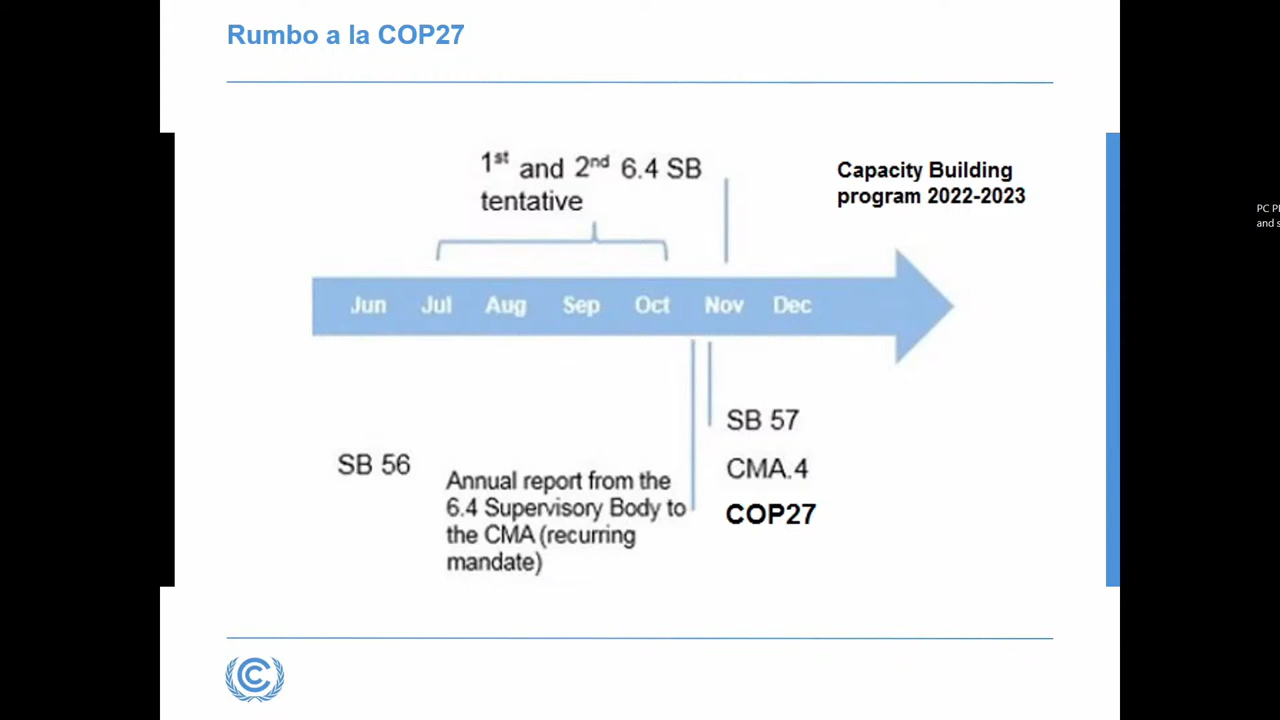 Rumbo a la COP27
1st and 2nd 6.4 SB
tentative
Capacity Building
program 2022-2023
Jun Jul Aug Sep Oct Nov Dec
SB 56
Annual report from the
6.4 Supervisory Body to
the CMA (recurring
mandate)
SB 57
CMA.4
COP27
PC
and